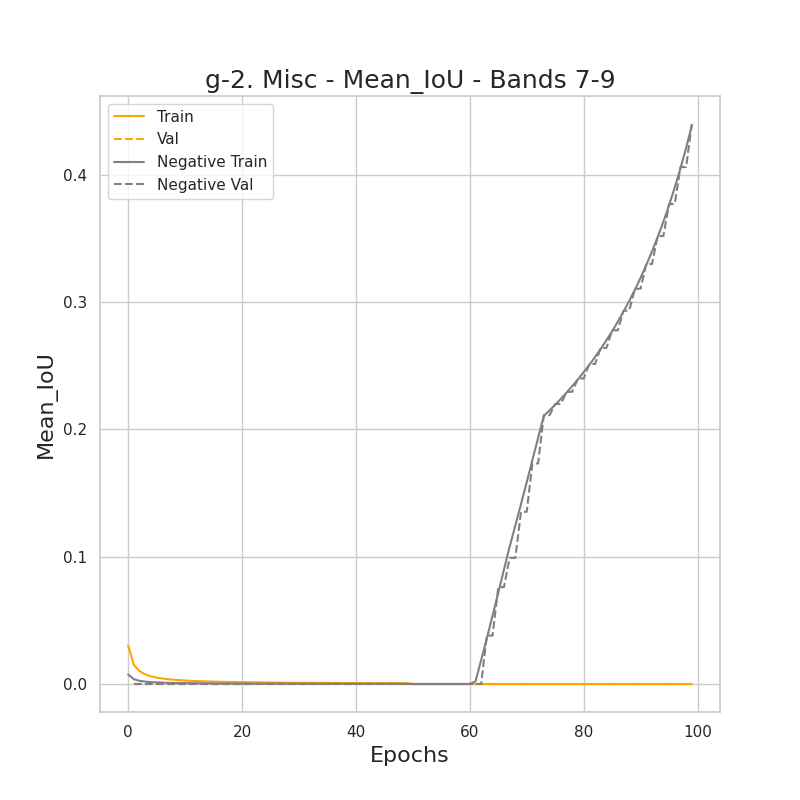 g-2. Misc - Mean_IoU - Bands 7-9
Train
Val
Negative Train
Negative Val
Mean_IoU
0.4
0.3
0.2
0.1
0.0
0 20 40 60 80 100
Epochs